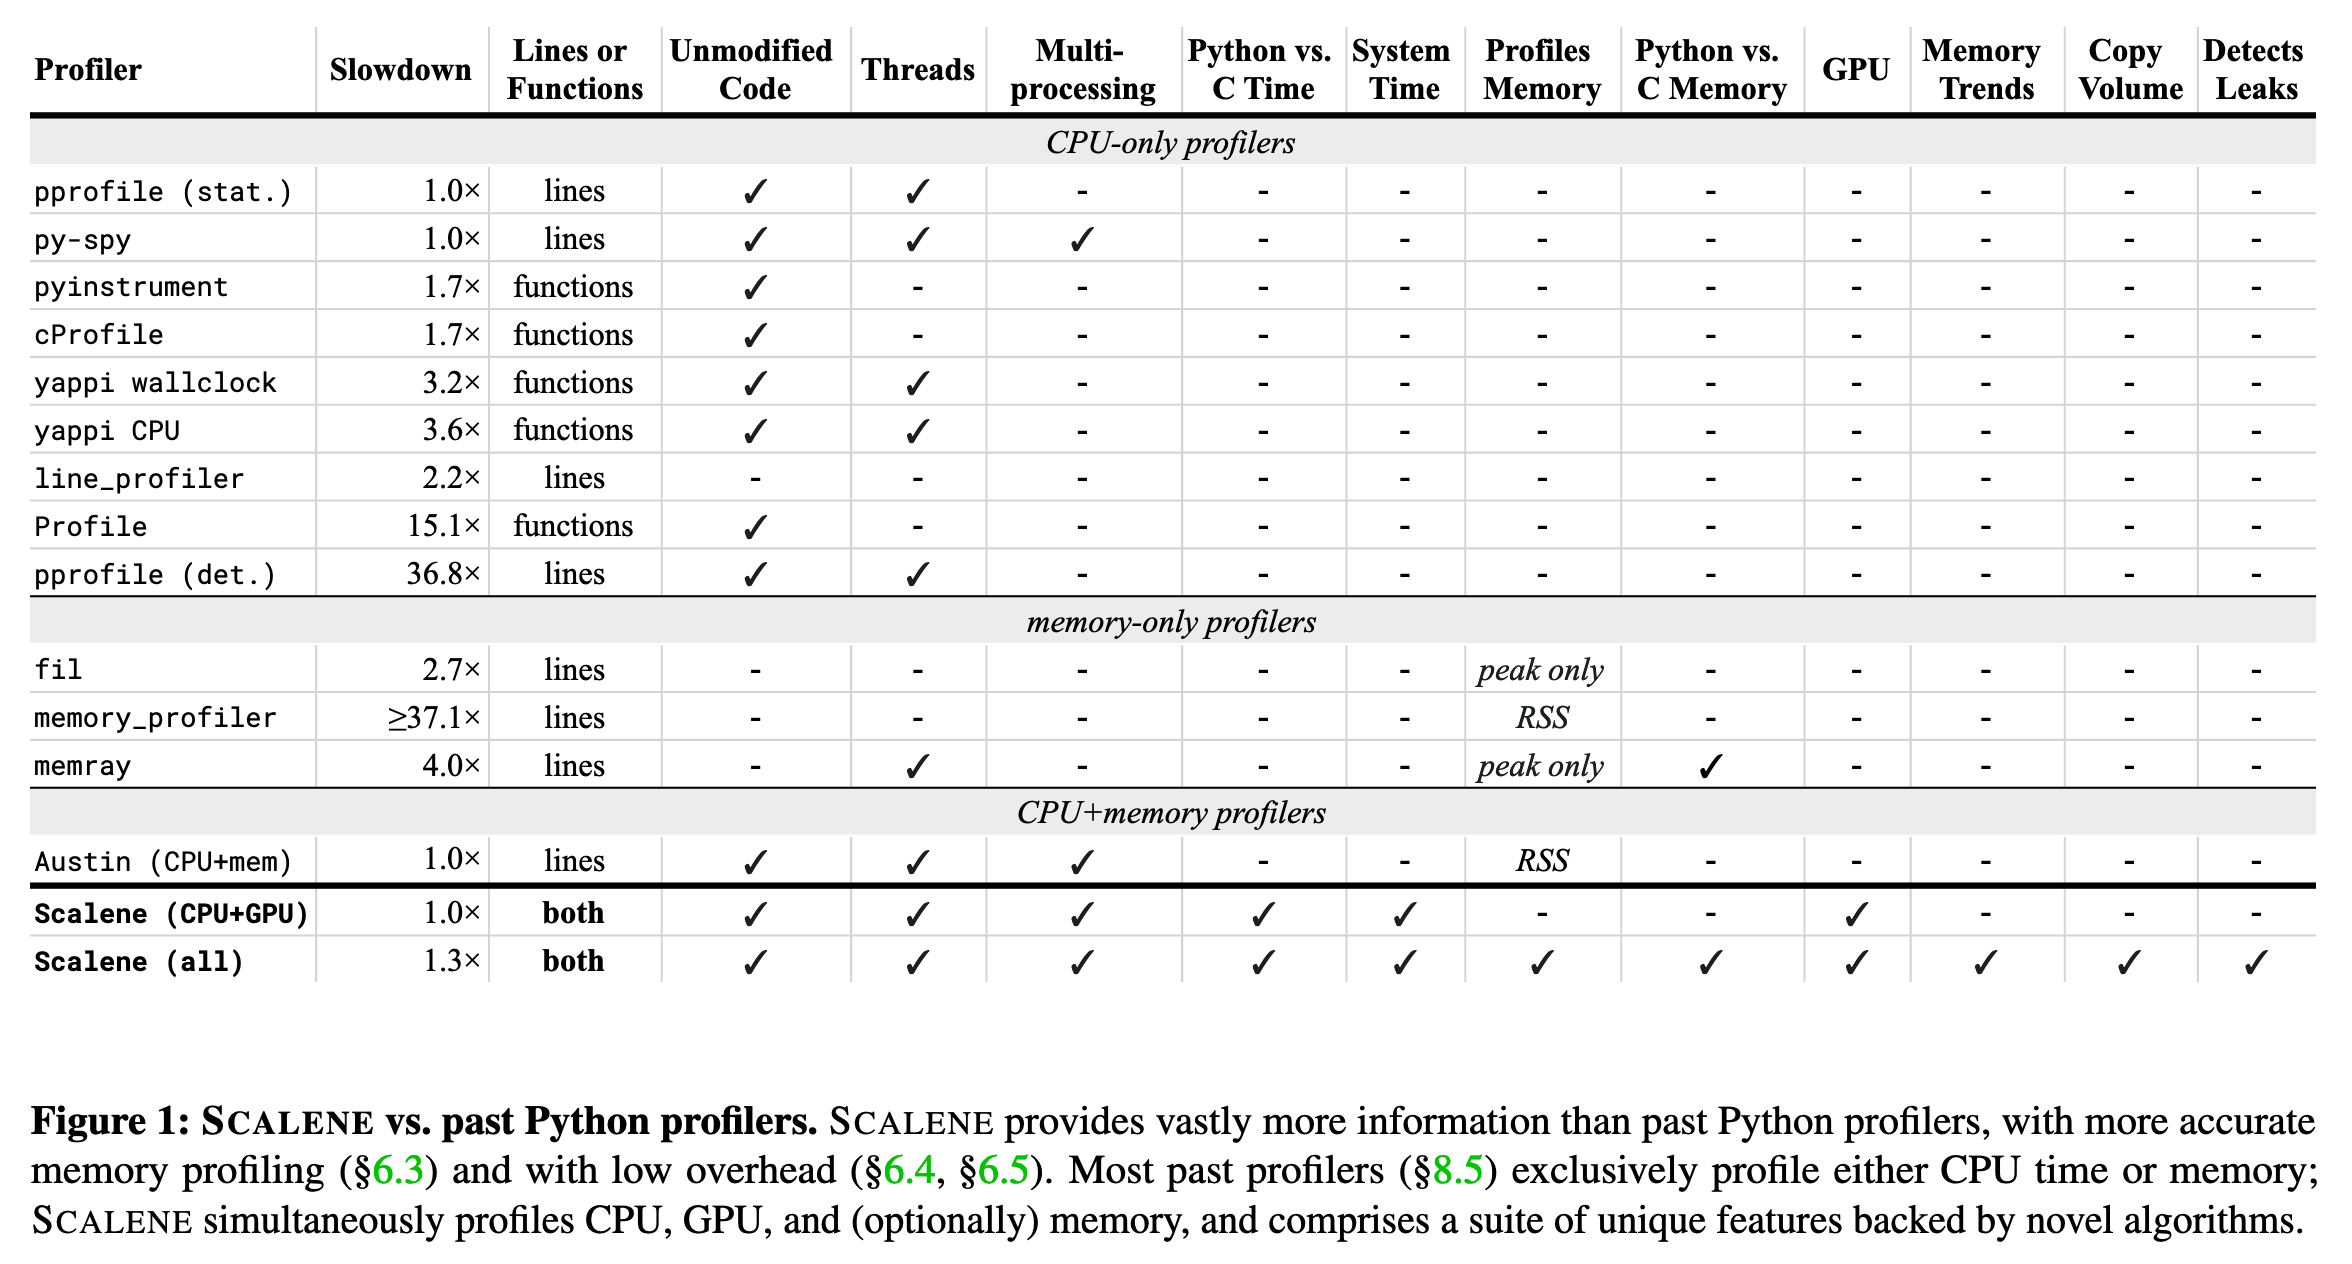 Profiler Slowdown Lines or Functions Unmodified Code Threads Multi-processing Python vs. C Time System Time Profiles Memory Python vs. C Memory GPU Memory Trends Copy Volume Detects Leaks
CPU-only profilers
pprofile (stat.) 1.0× lines ✓ ✓ - - - - - - - - -
py-spy 1.0× lines ✓ ✓ ✓ - - - - - - - -
pyinstrument 1.7× functions ✓ - - - - - - - - - -
cProfile 1.7× functions ✓ - - - - - - - - - -
yappi wallclock 3.2× functions ✓ ✓ - - - - - - - - -
yappi CPU 3.6× functions ✓ ✓ - - - - - - - - -
line_profiler 2.2× lines - - - - - - - - - - -
Profile 15.1× functions ✓ - - - - - - - - - -
pprofile (det.) 36.8× lines ✓ ✓ - - - - - - - - -
memory-only profilers
fil 2.7× lines - - - - - peak only - - - - -
memory_profiler ≥37.1× lines - - - - - RSS - - - - -
memray 4.0× lines - ✓ - - - peak only ✓ - - - -
CPU+memory profilers
Austin (CPU+mem) 1.0× lines ✓ ✓ ✓ - - RSS - - - - -
Scalene (CPU+GPU) 1.0× both ✓ ✓ ✓ ✓ ✓ - - ✓ - - -
Scalene (all) 1.3× both ✓ ✓ ✓ ✓ ✓ ✓ ✓ ✓ ✓ ✓ ✓
Figure 1: SCALENE vs. past Python profilers. SCALENE provides vastly more information than past Python profilers, with more accurate
memory profiling (§6.3) and with low overhead (§6.4, §6.5). Most past profilers (§8.5) exclusively profile either CPU time or memory;
SCALENE simultaneously profiles CPU, GPU, and (optionally) memory, and comprises a suite of unique features backed by novel algorithms.